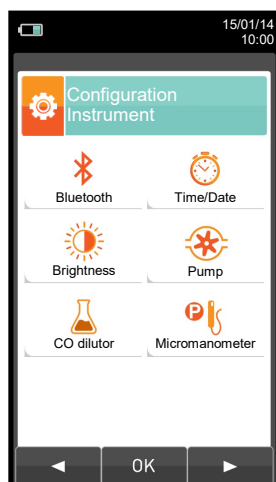 15/01/14
10:00
Configuration
Instrument
Bluetooth
Time/Date
Brightness
Pump
P
CO dilutor
Micromanometer
OK